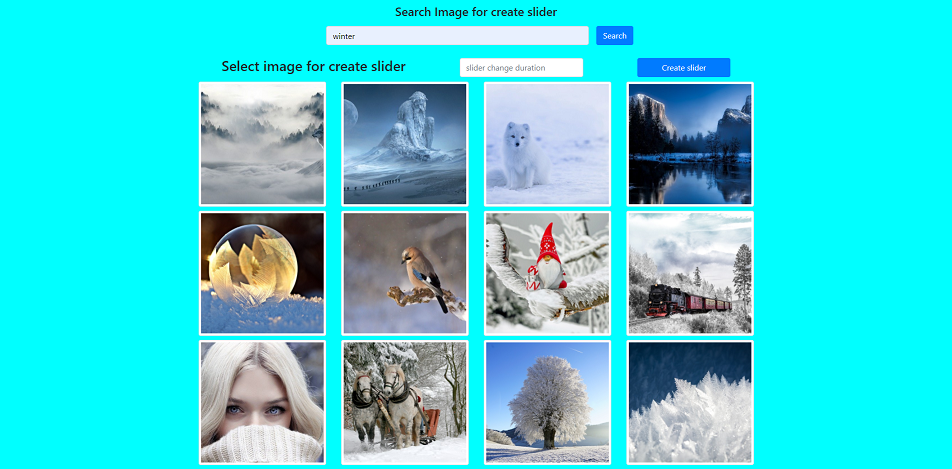 Search Image for create slider
winter
Search
Select image for create slider
slider change duration
Create slider